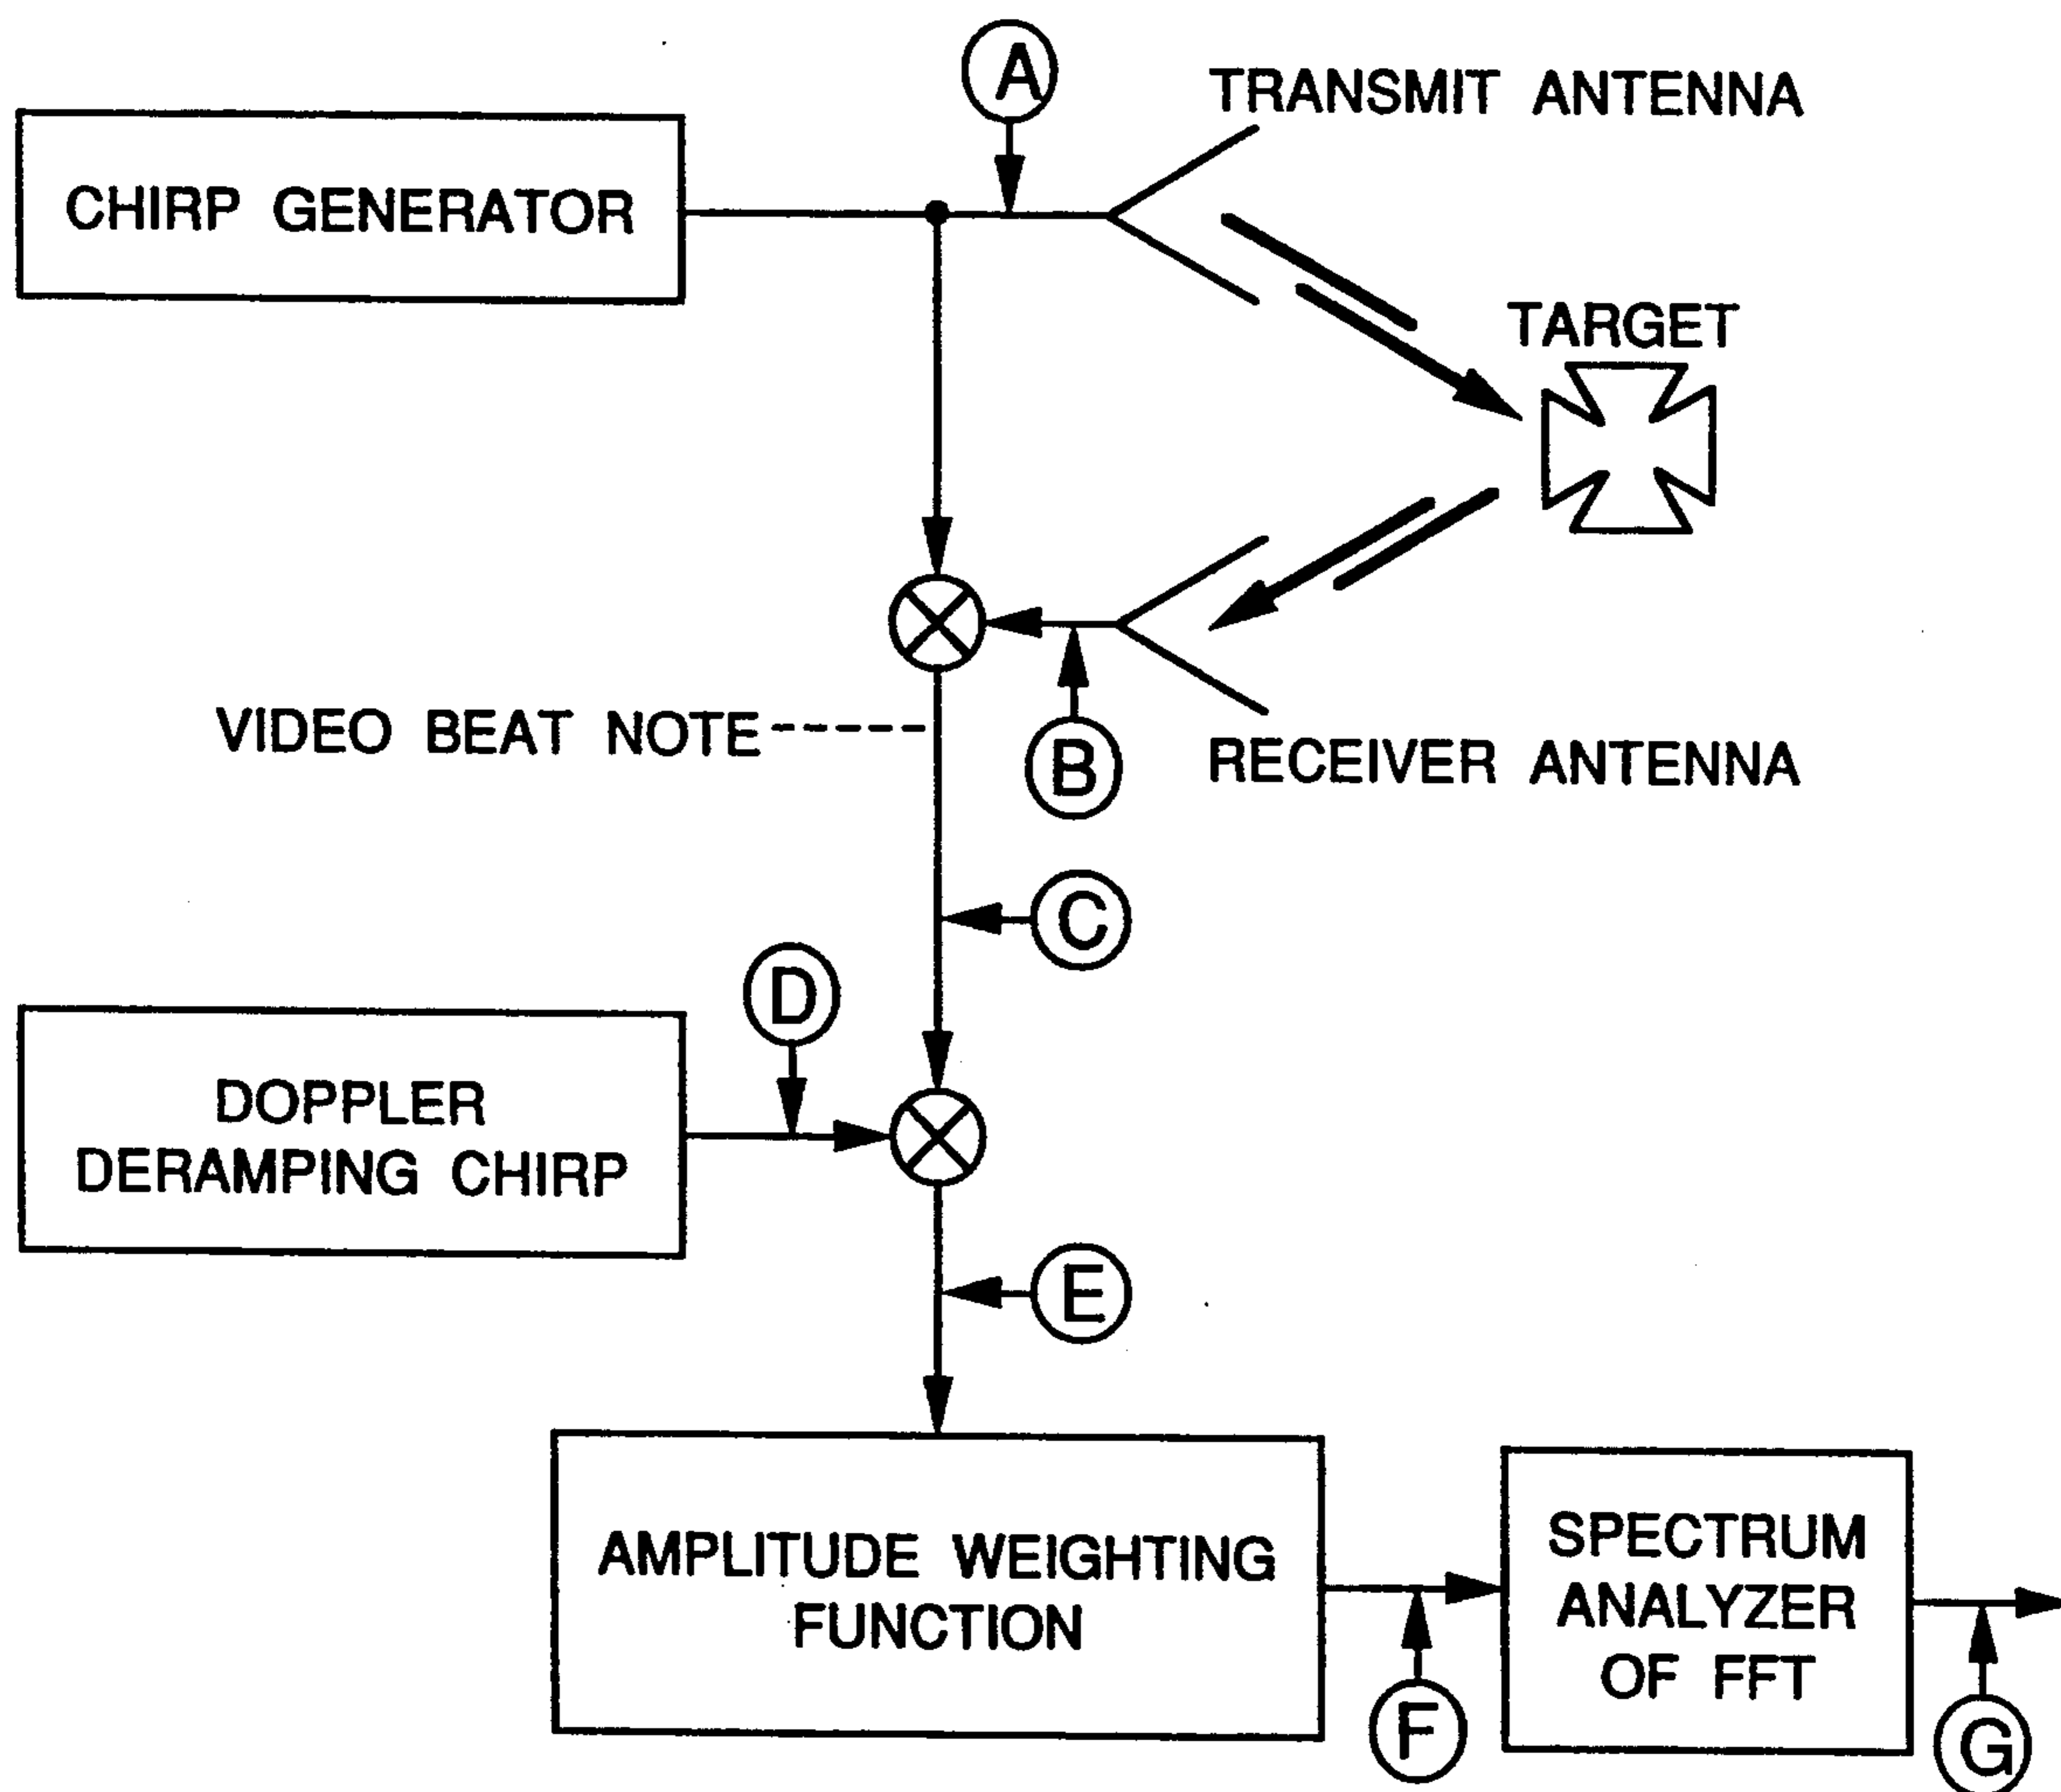 A
TRANSMIT ANTENNA
CHIRP GENERATOR
TARGET
VIDEO BEAT NOTE
B
RECEIVER ANTENNA
C
D
DOPPLER
DERAMPING CHIRP
E
AMPLITUDE WEIGHTING
FUNCTION
SPECTRUM
ANALYZER
OF FFT
F
G